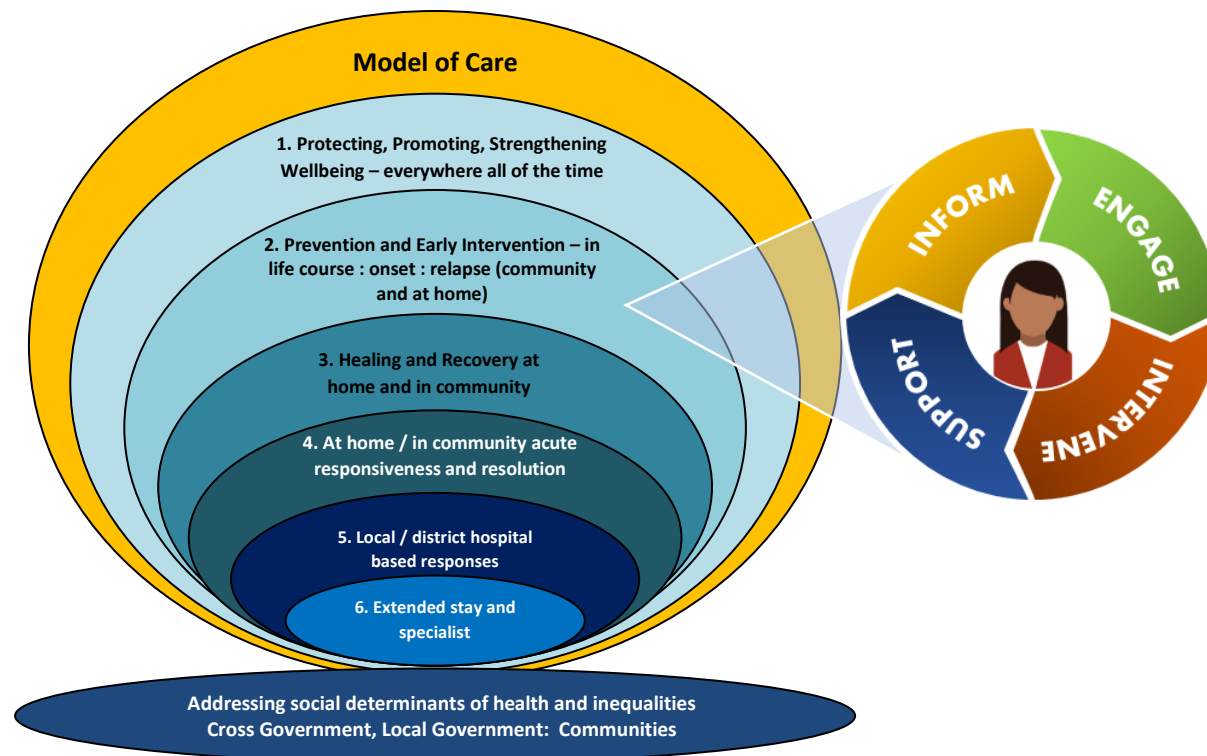 Model of Care
1. Protecting, Promoting, Strengthening
Wellbeing – everywhere all of the time
2. Prevention and Early Intervention – in
life course : onset : relapse (community
and at home)
3. Healing and Recovery at
home and in community
4. At home / in community acute
responsiveness and resolution
5. Local / district hospital
based responses
6. Extended stay and
specialist
Addressing social determinants of health and inequalities
Cross Government, Local Government:  Communities
INFORM
ENGAGE
INTERVENE
SUPPORT